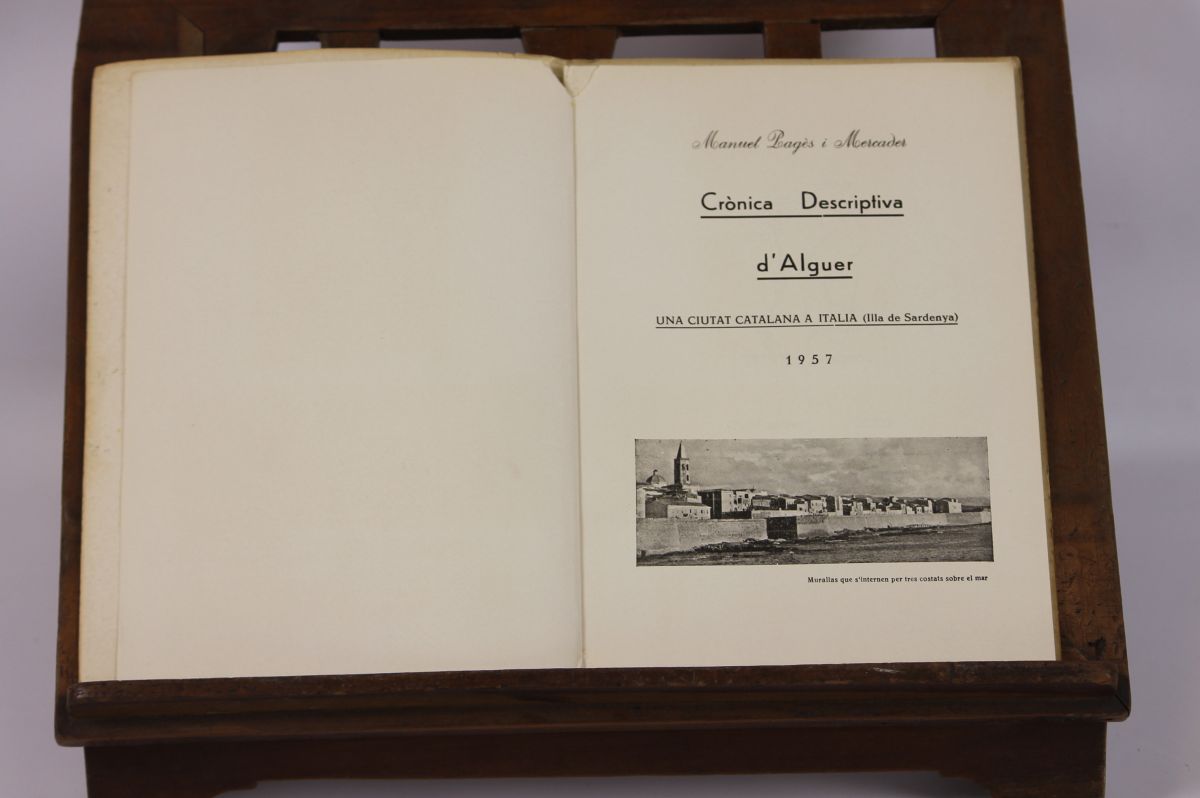 Manuel Pagès i Mercader
Crònica Descriptiva
d'Alguer
UNA CIUTAT CATALANA A ITALIA (Illa de Sardenya)
1957
Murallas que s'internen per tres costats sobre el mar